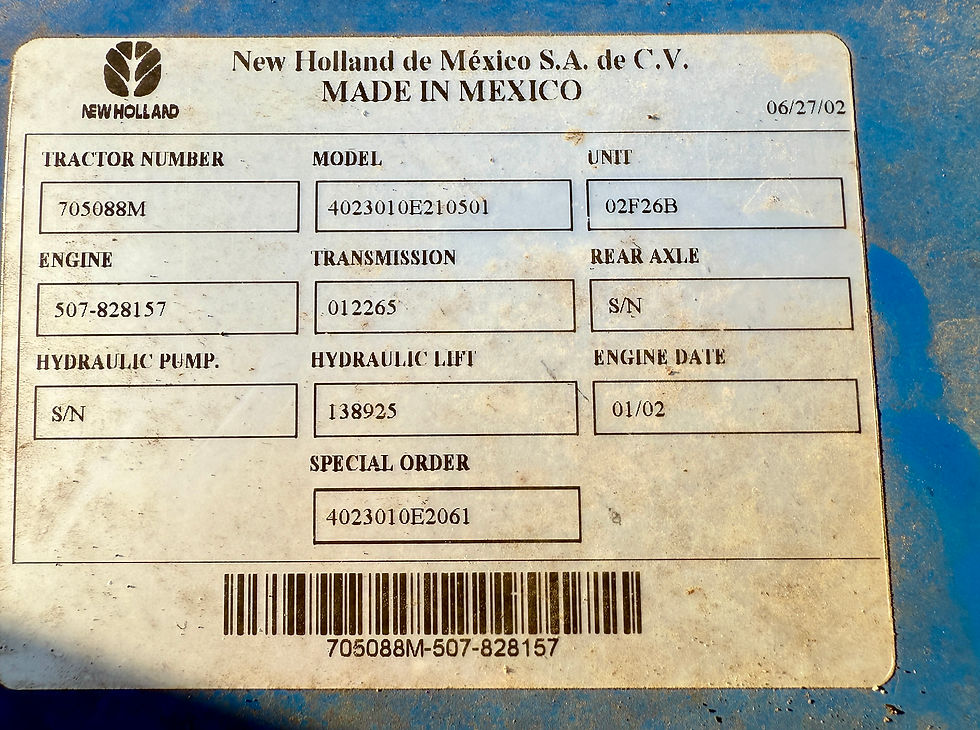 New Holland de México S.A. de C.V.
MADE IN MEXICO
NEW HOLLAND
06/27/02
TRACTOR NUMBER MODEL UNIT
705088M 4023010E210501 02F26B
ENGINE TRANSMISSION REAR AXLE
507-828157 012265 S/N
HYDRAULIC PUMP. HYDRAULIC LIFT ENGINE DATE
S/N 138925 01/02
SPECIAL ORDER
4023010E2061
705088M-507-828157